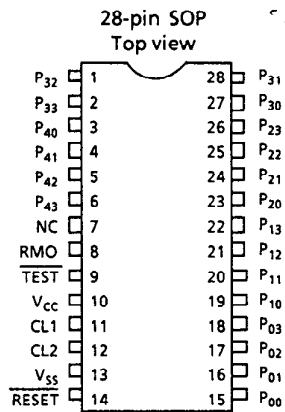 28-pin SOP
Top view
P32 1 28 P31
P33 2 27 P30
P40 3 26 P23
P41 4 25 P22
P42 5 24 P21
P43 6 23 P20
NC 7 22 P13
RMO 8 21 P12
TEST 9 20 P11
VCC 10 19 P10
CL1 11 18 P03
CL2 12 17 P02
VSS 13 16 P01
RESET 14 15 P00